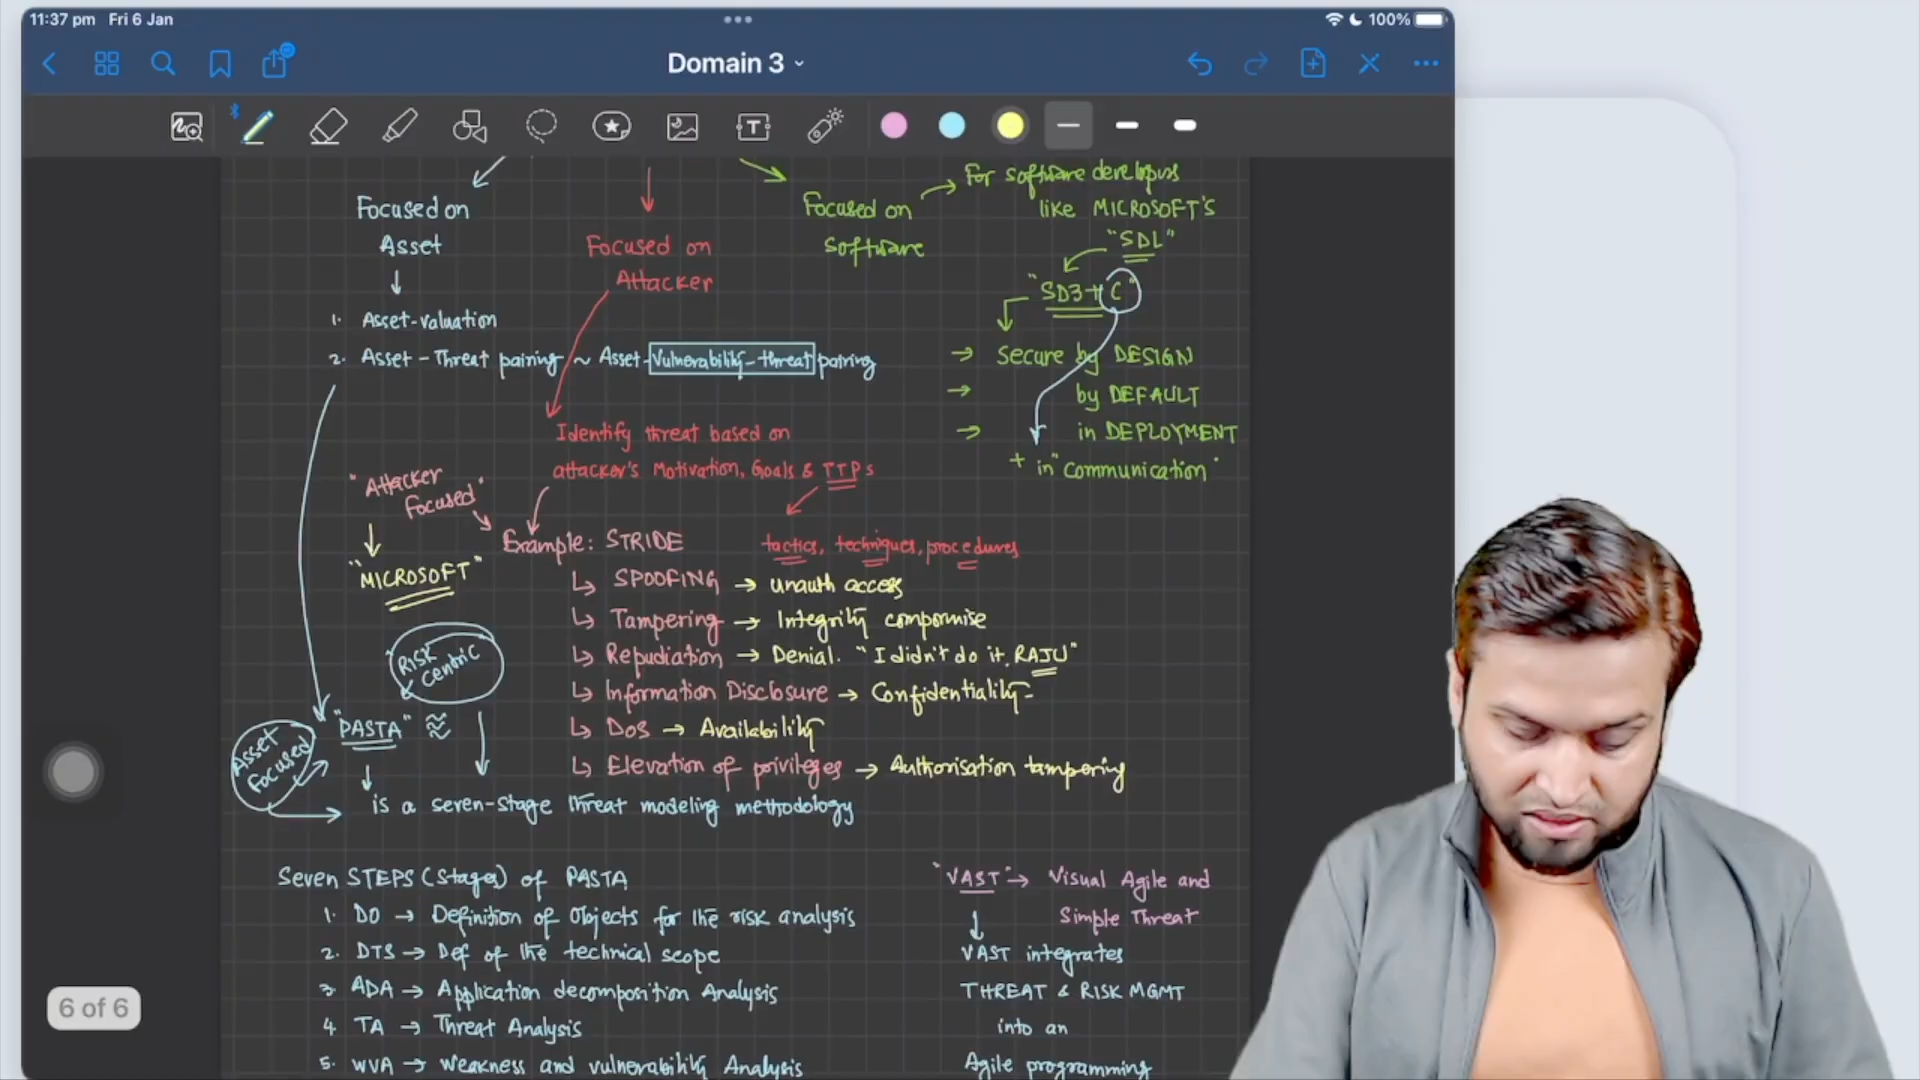 11:37 pm Fri 6 Jan
100%
Domain 3
T
Focused on
Asset
1. Asset-valuation
2. Asset - Threat pairing ~ Asset-Vulnerability-threat pairing
Focused on
Attacker
Focused on
software
For software developers
like MICROSOFT'S
"SDL"
"SD3+C"
→ Secure by DESIGN
→ by DEFAULT
→ in DEPLOYMENT
+ in "communication"
Identify threat based on
attacker's Motivation, Goals & TTPs
tactics, techniques, procedures
"Attacker
Focused"
"MICROSOFT"
Example: STRIDE
SPOOFING → unauth access
Tampering → Integrity compormise
Repudiation → Denial. "I didn't do it, RAJU"
Information Disclosure → Confidentiality-
DoS → Availability
Elevation of privileges → Authorisation tampering
Risk
Centric
Asset
Focused
"PASTA"
is a seven-stage threat modeling methodology
Seven STEPS (Stages) of PASTA
1. DO → Definition of Objects for the risk analysis
2. DTS → Def of the technical scope
3 ADA → Application decomposition Analysis
4 TA → Threat Analysis
5. WVA → Weakness and vulnerability Analysis
"VAST" → Visual Agile and
Simple Threat
VAST integrates
THREAT & RISK MGMT
into an
Agile programming
6 of 6